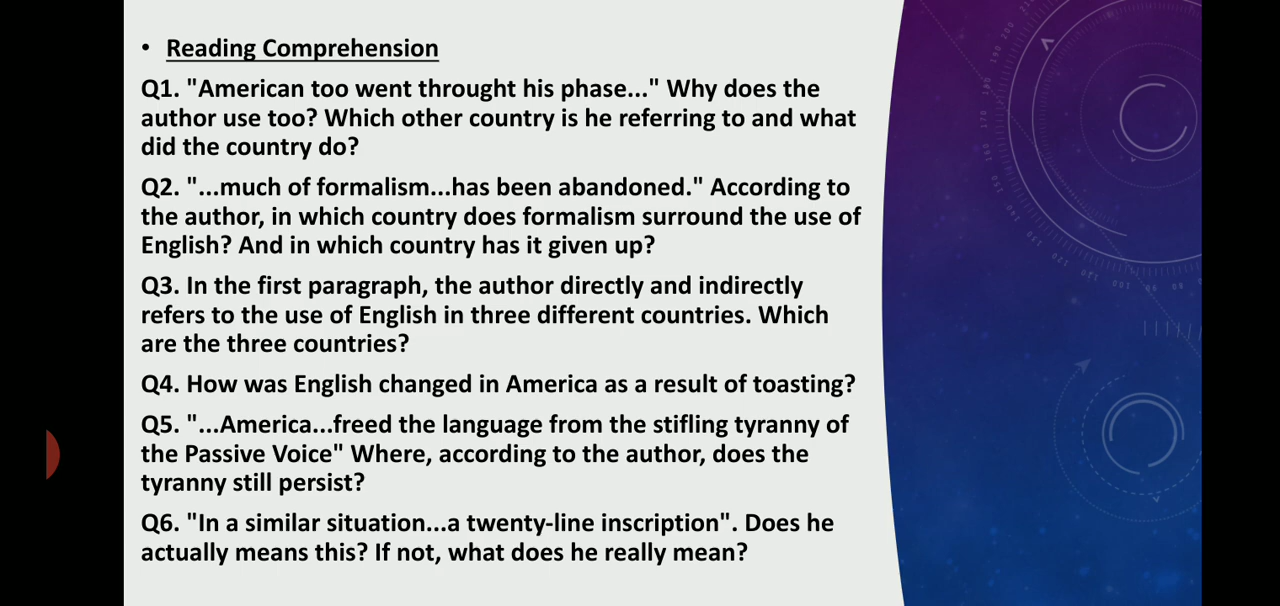 • Reading Comprehension
Q1. "American too went throught his phase..." Why does the
author use too? Which other country is he referring to and what
did the country do?
Q2. "...much of formalism...has been abandoned." According to
the author, in which country does formalism surround the use of
English? And in which country has it given up?
Q3. In the first paragraph, the author directly and indirectly
refers to the use of English in three different countries. Which
are the three countries?
Q4. How was English changed in America as a result of toasting?
Q5. "...America...freed the language from the stifling tyranny of
the Passive Voice" Where, according to the author, does the
tyranny still persist?
Q6. "In a similar situation...a twenty-line inscription". Does he
actually means this? If not, what does he really mean?